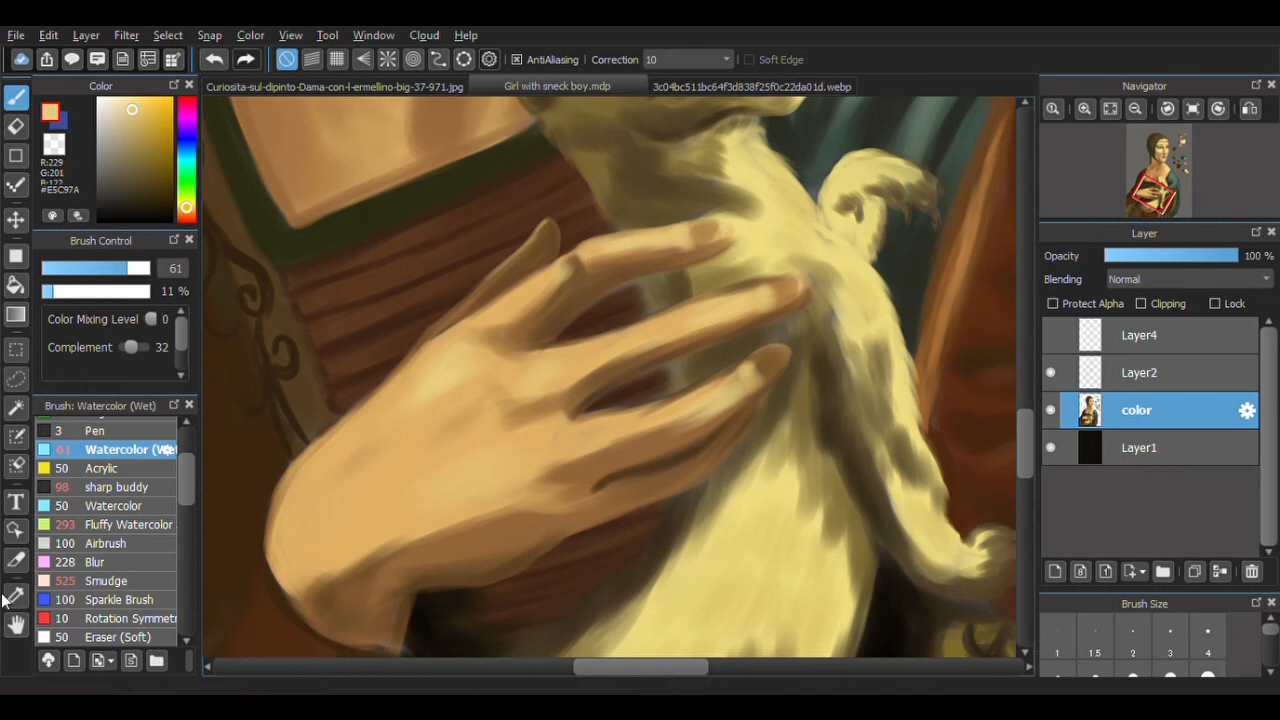 File Edit Layer Filter Select Snap Color View Tool Window Cloud Help
AntiAliasing Correction 10 Soft Edge
Color
Curiosita-sul-dipinto-Dama-con-l-ermellino-big-37-971.jpg Girl with sneck boy.mdp 3c04bc511bc64f3d838f25f0c22da01d.webp
Navigator
R:229
G:201
B:122
#E5C97A
Brush Control
61
11 %
Color Mixing Level 0
Complement 32
Brush: Watercolor (Wet)
3 Pen
61 Watercolor (Wet
50 Acrylic
98 sharp buddy
50 Watercolor
293 Fluffy Watercolor
100 Airbrush
228 Blur
525 Smudge
100 Sparkle Brush
10 Rotation Symmetr
50 Eraser (Soft)
Layer
Opacity 100 %
Blending Normal
Protect Alpha Clipping Lock
Layer4
Layer2
color
Layer1
Brush Size
1 1.5 2 3 4